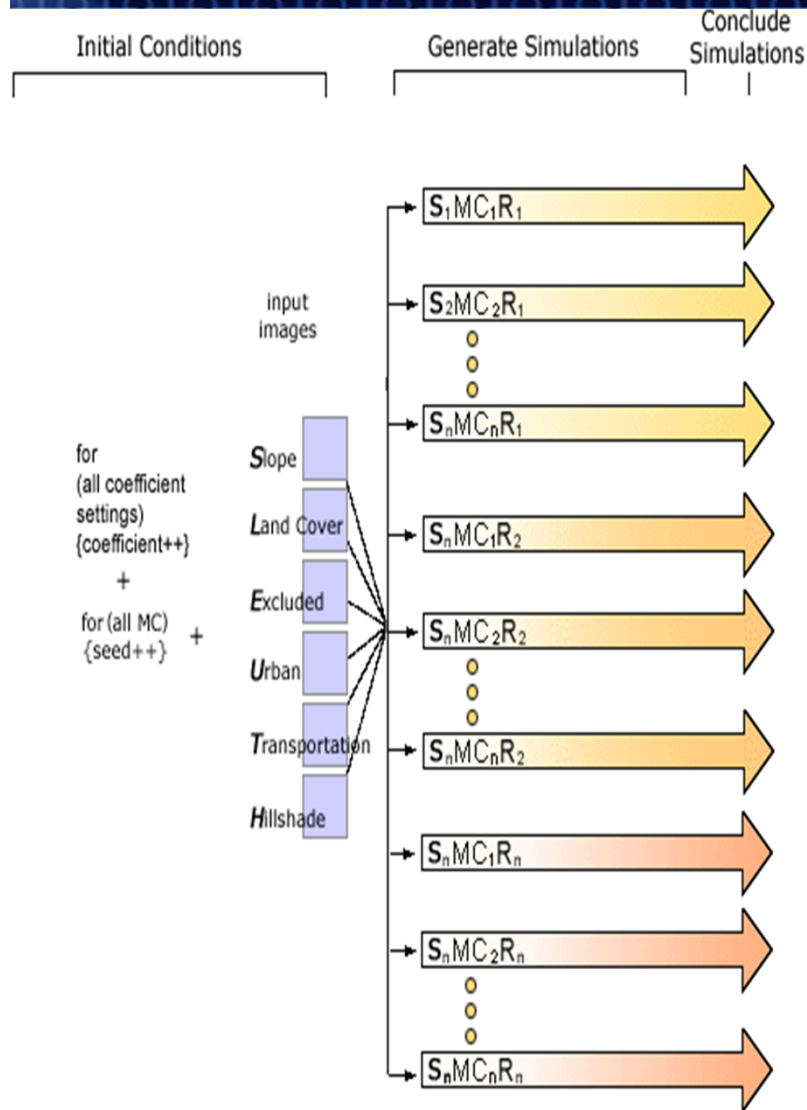 Initial Conditions
Generate Simulations
Conclude
Simulations
input
images
for
(all coefficient
settings)
{coefficient++}
+
for (all MC)
{seed++}
+
Slope
Land Cover
Excluded
Urban
Transportation
Hillshade
S₁MC₁R₁
S₂MC₂R₁
SₙMCₙR₁
SₙMC₁R₂
SₙMC₂R₂
SₙMCₙR₂
SₙMC₁Rₙ
SₙMC₂Rₙ
SₙMCₙRₙ